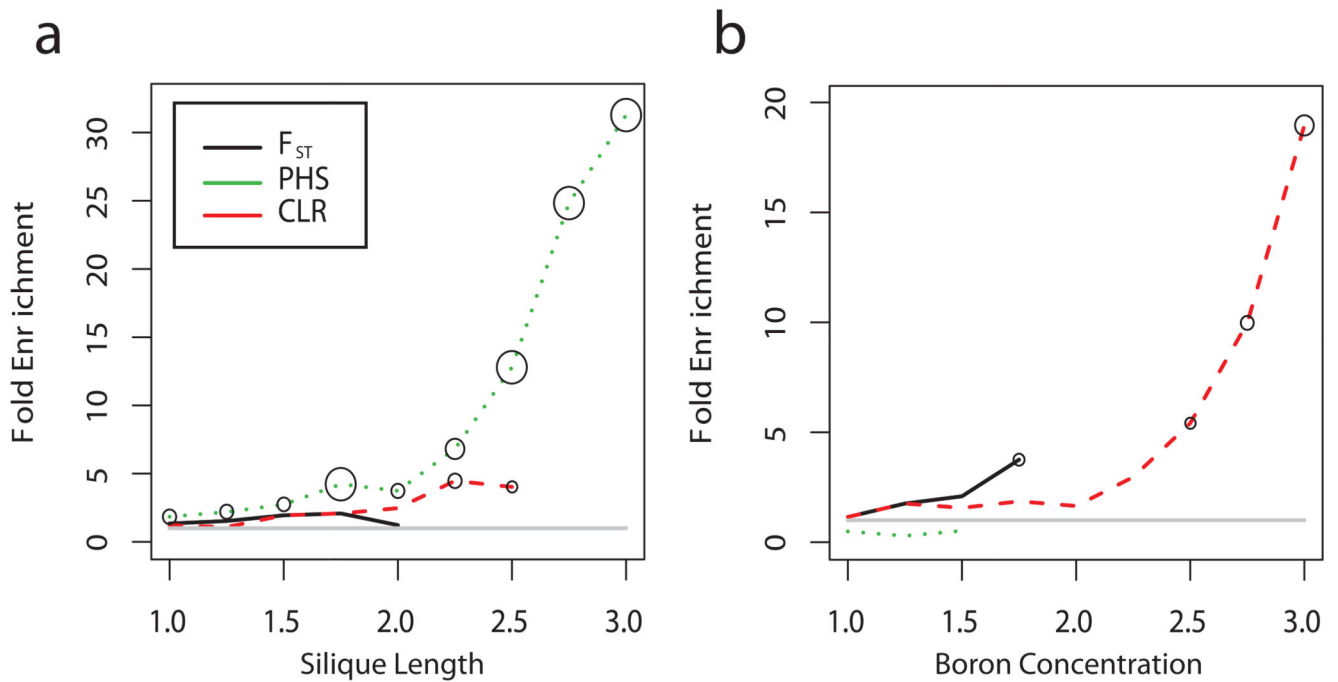 a
Fold Enr ichment
0 5 10 15 20 25 30
F_ST
PHS
CLR
1.0 1.5 2.0 2.5 3.0
Silique Length
b
Fold Enr ichment
0 5 10 15 20
1.0 1.5 2.0 2.5 3.0
Boron Concentration